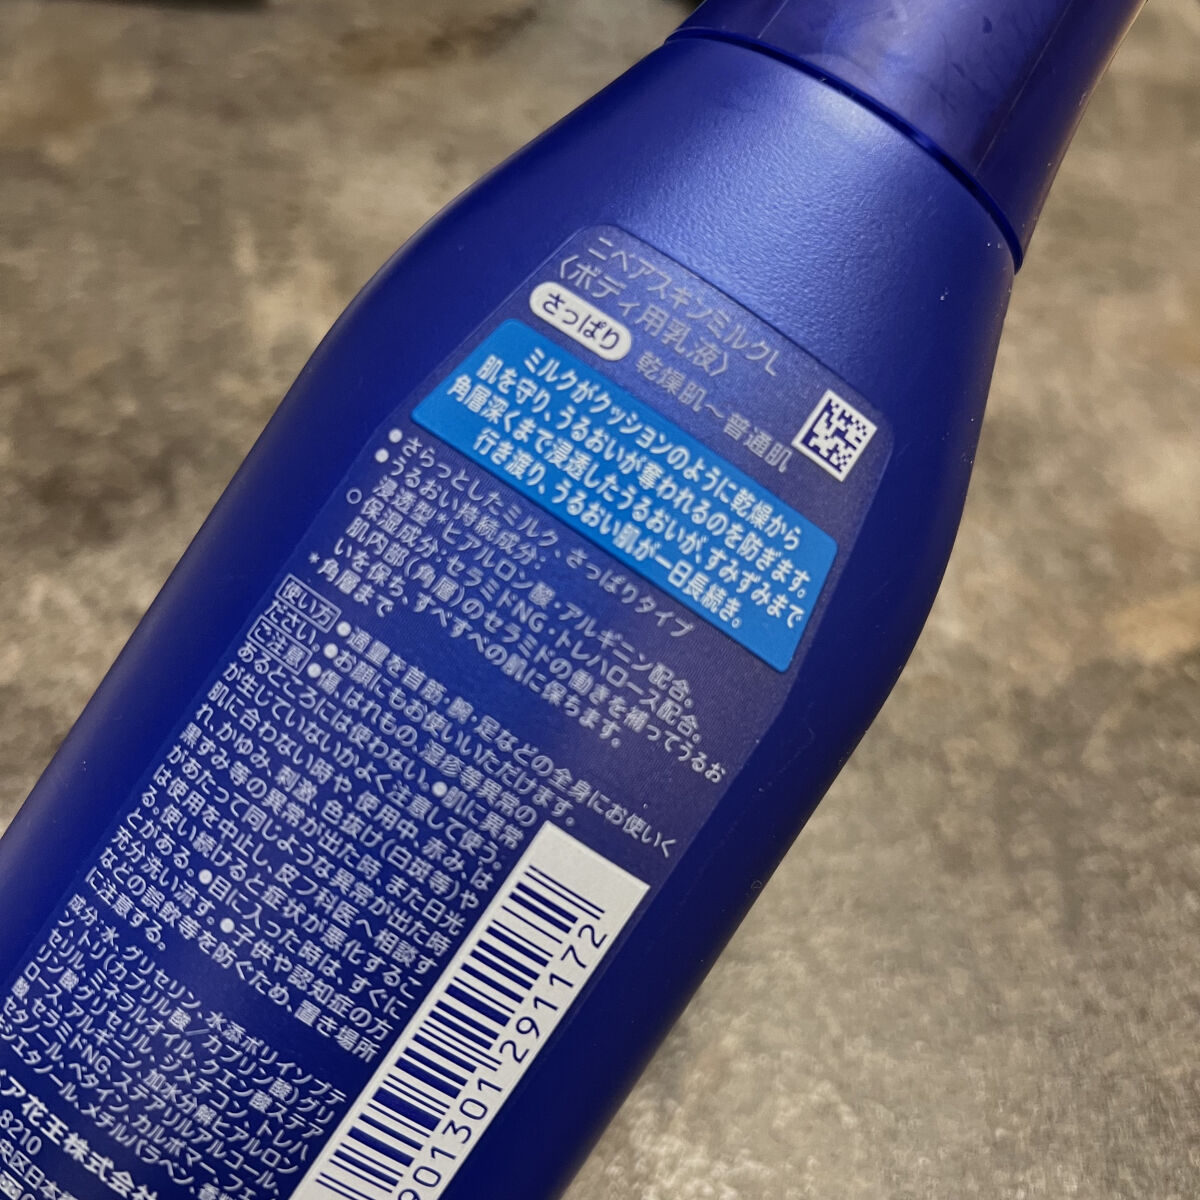 ニベアスキンミルクL
〈ボディ用乳液〉
さっぱり 乾燥肌～普通肌
ミルクがクッションのように乾燥から
肌を守り、うるおいが奪われるのを防ぎます。
角層深くまで浸透したうるおいが、すみずみまで
行き渡り、うるおい肌が一日長続き。
●さらっとしたミルク、さっぱりタイプ
●うるおい持続成分：
浸透型*ヒアルロン酸・アルギニン配合。
○保湿成分：セラミドNG・トレハロース配合。
肌内部(角層)のセラミドの働きを補ってうるお
いを保ち、すべすべの肌に保ちます。
*角層まで
使い方 ●適量を首筋・腕・足などの全身にお使いく
ださい。●お顔にもお使いいただけます。
ご注意 ●傷、はれもの、湿疹等異常の
あるところには使わない。●肌に異常
が生じていないかよく注意して使う。
肌に合わない時や、使用中、赤み、は
れ、かゆみ、刺激、色抜け(白斑等)や
黒ずみ等の異常が出た時、また日光
があたって同じような異常が出た時
は使用を中止し、皮フ科医へ相談す
る。使い続けると症状が悪化するこ
とがある。●目に入った時は、すぐに
充分洗い流す。●子供や認知症の方
などの誤飲等を防ぐため、置き場所
に注意する。
成分：水、グリセリン、水添ポリイソブテ
ン、トリ(カプリル酸/カプリン酸)グリ
セリル、ミネラルオイル、クエン酸ステア
リン酸グリセリル、ジメチコン、トレハ
ロース、アルギニン、加水分解ヒアルロン
酸、セラミドNG、ステアリルアルコール、
セタノール、ベタイン、カルボマー、フェ
ノキシエタノール、メチルパラベン、香料
ベア花王株式会社
8210
央区日本
901301 291172